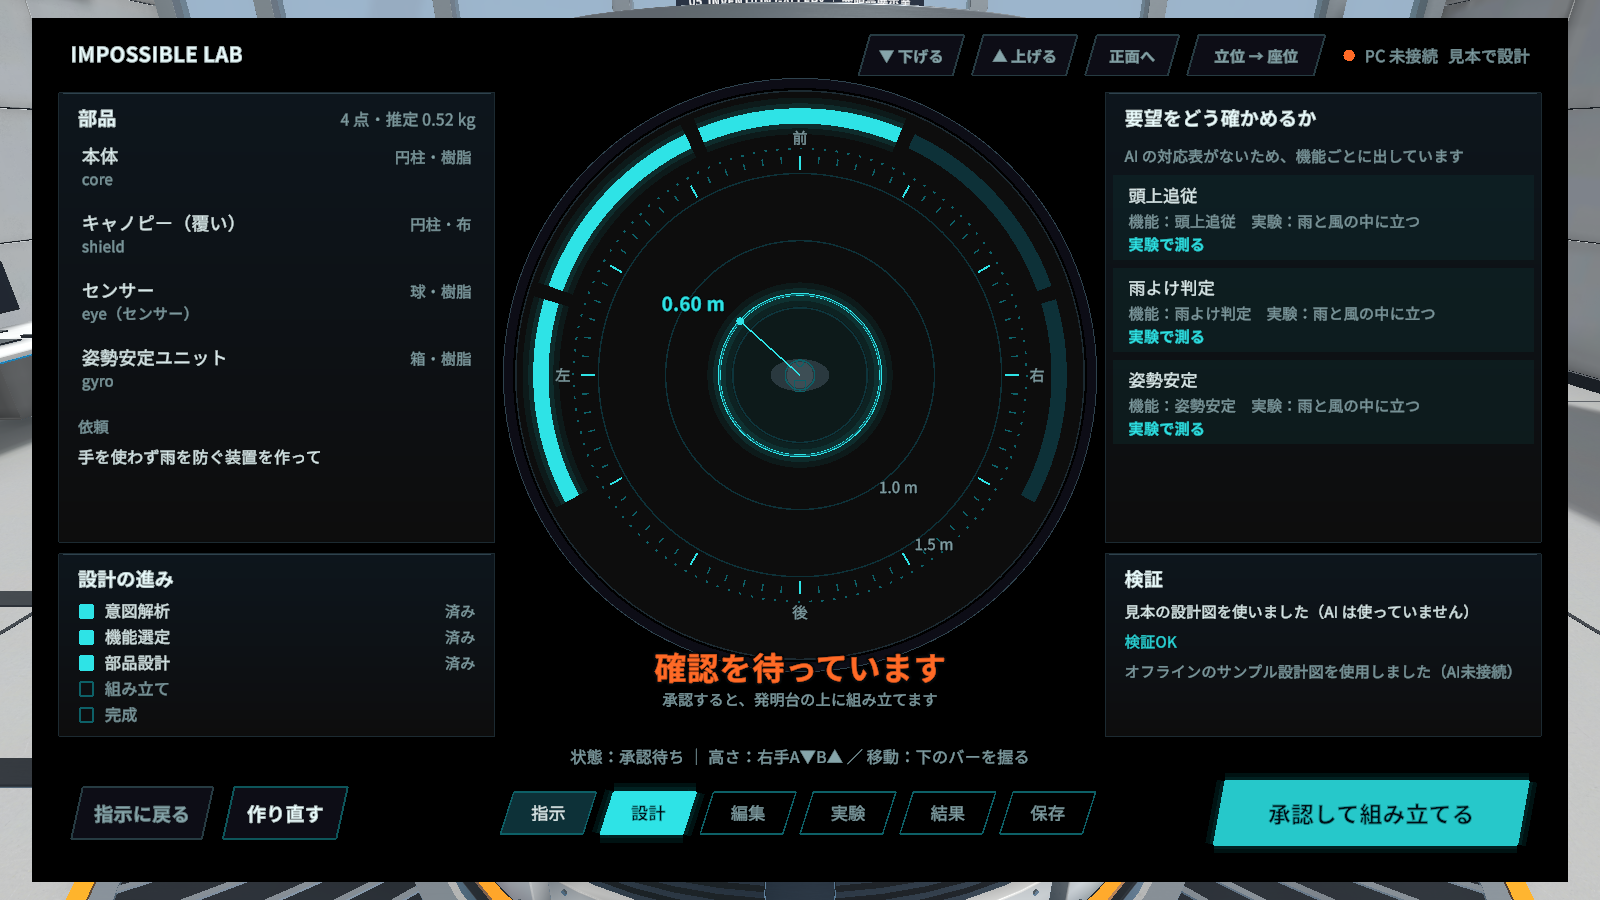 IMPOSSIBLE LAB
▼下げる
▲上げる
正面へ
立位→座位
PC 未接続 見本で設計
部品
4 点・推定 0.52 kg
本体
円柱・樹脂
core
キャノピー（覆い）
円柱・布
shield
センサー
球・樹脂
eye（センサー）
姿勢安定ユニット
箱・樹脂
gyro
依頼
手を使わず雨を防ぐ装置を作って
設計の進み
意図解析 済み
機能選定 済み
部品設計 済み
組み立て
完成
前
左
右
後
0.60 m
1.0 m
1.5 m
確認を待っています
承認すると、発明台の上に組み立てます
要望をどう確かめるか
AI の対応表がないため、機能ごとに出しています
頭上追従
機能：頭上追従 実験：雨と風の中に立つ
実験で測る
雨よけ判定
機能：雨よけ判定 実験：雨と風の中に立つ
実験で測る
姿勢安定
機能：姿勢安定 実験：雨と風の中に立つ
実験で測る
検証
見本の設計図を使いました（AI は使っていません）
検証OK
オフラインのサンプル設計図を使用しました（AI未接続）
状態：承認待ち｜高さ：右手A▼B▲／移動：下のバーを握る
指示に戻る
作り直す
指示
設計
編集
実験
結果
保存
承認して組み立てる